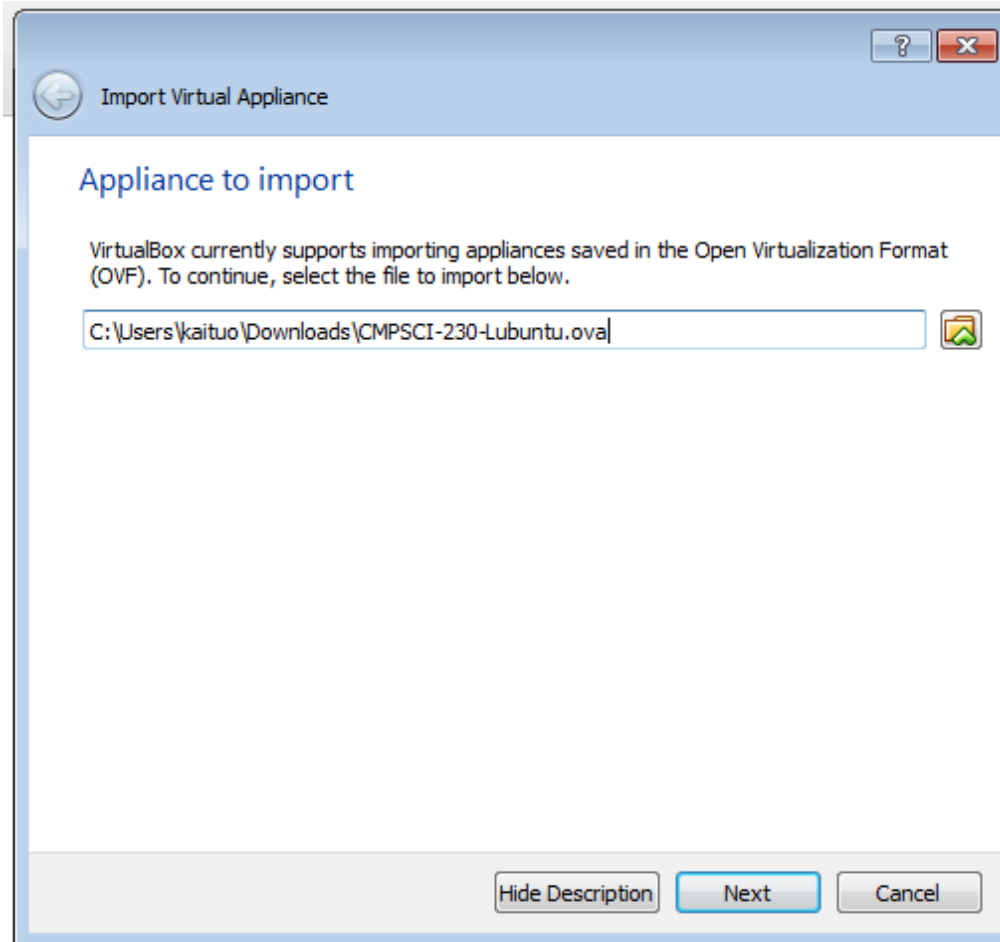 ?
Import Virtual Appliance
Appliance to import
VirtualBox currently supports importing appliances saved in the Open Virtualization Format
(OVF). To continue, select the file to import below.
C:\Users\kaituo\Downloads\CMPSCI-230-Lubuntu.ova
Hide Description Next Cancel